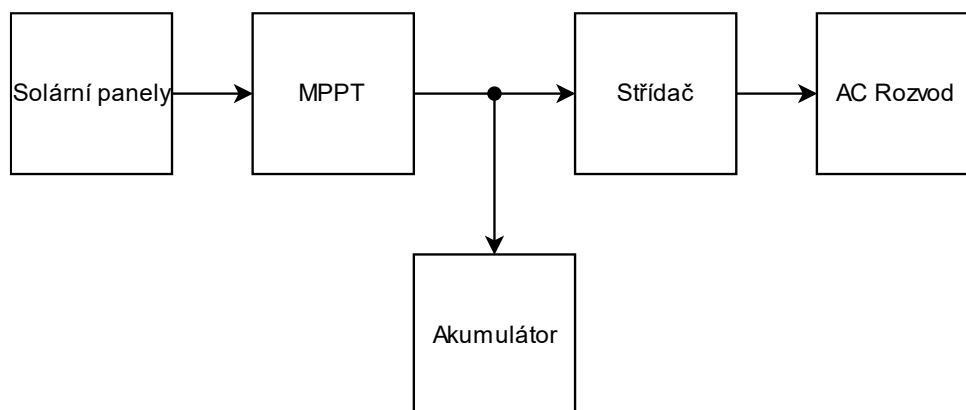 Solární panely
MPPT
Střídač
AC Rozvod
Akumulátor